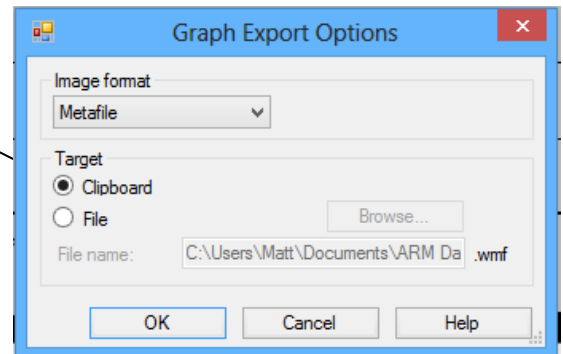 Graph Export Options
Image format
Metafile
Target
Clipboard
File
Browse...
File name: C:\Users\Matt\Documents\ARM Da .wmf
OK Cancel Help